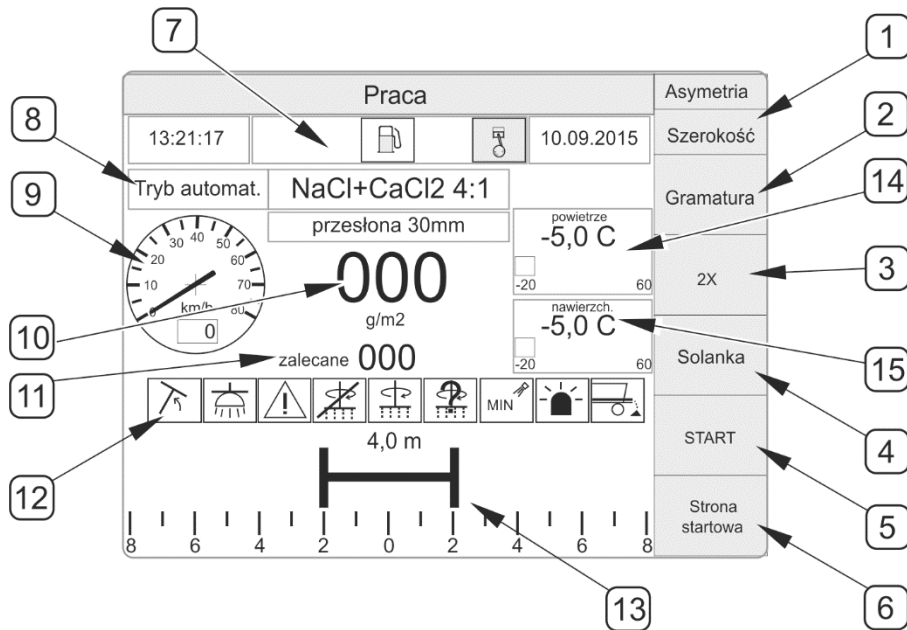 7
1
Praca
Asymetria
8
13:21:17
10.09.2015
Szerokość
2
Tryb automat.
NaCl+CaCl2 4:1
Gramatura
14
9
przesłona 30mm
powietrze
-5,0 C
-20
60
0
10
20
30
40
50
60
70
80
km/h
0
000
g/m2
2X
3
10
nawierzch.
-5,0 C
-20
60
15
11
zalecane 000
Solanka
MIN
4
4,0 m
START
12
5
8
6
4
2
0
2
4
6
8
Strona
startowa
13
6